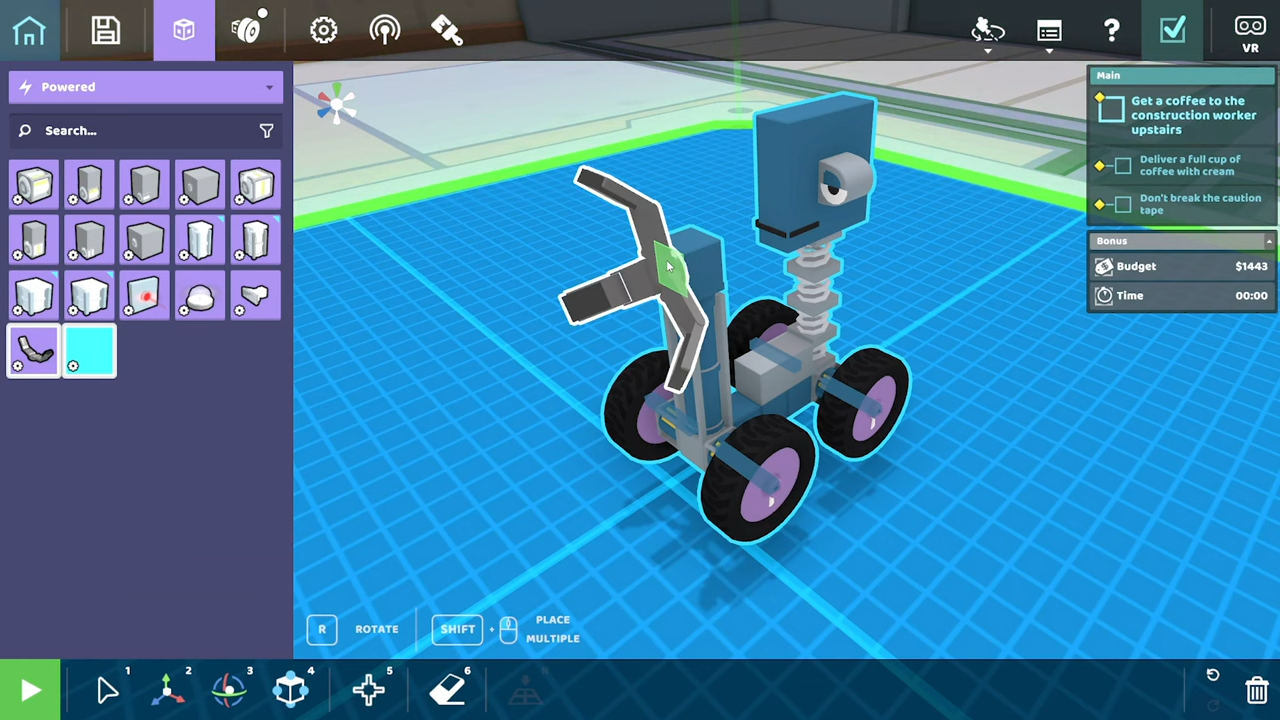 VR
Powered
Search...
Main
Get a coffee to the
construction worker
upstairs
Deliver a full cup of
coffee with cream
Don't break the caution
tape
Bonus
Budget $1443
Time 00:00
R ROTATE SHIFT + PLACE
MULTIPLE
1 2 3 4 5 6